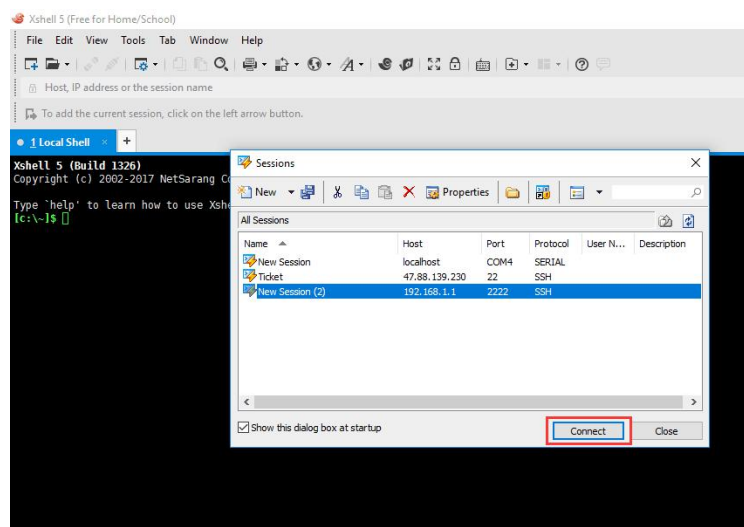 Xshell 5 (Free for Home/School)
File Edit View Tools Tab Window Help
Host, IP address or the session name
To add the current session, click on the left arrow button.
1 Local Shell × +
Xshell 5 (Build 1326)
Copyright (c) 2002-2017 NetSarang
Type `help' to learn how to use
[c:\~]$
Sessions
New Properties
All Sessions
Name Host Port Protocol User N... Description
New Session localhost COM4 SERIAL
Ticket 47.88.139.230 22 SSH
New Session (2) 192.168.1.1 2222 SSH
Show this dialog box at startup
Connect Close